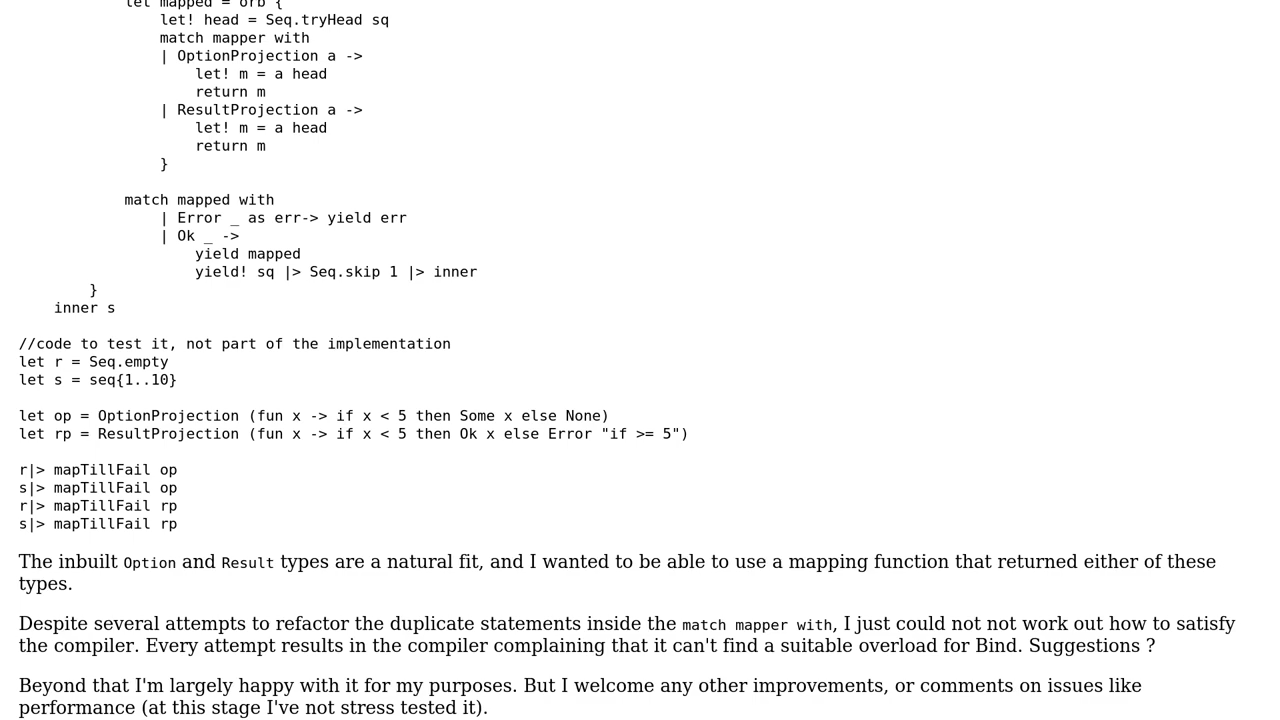 let mapped = orb {
let! head = Seq.tryHead sq
match mapper with
| OptionProjection a ->
let! m = a head
return m
| ResultProjection a ->
let! m = a head
return m
}
match mapped with
| Error _ as err-> yield err
| Ok _ ->
yield mapped
yield! sq |> Seq.skip 1 |> inner
}
inner s
//code to test it, not part of the implementation
let r = Seq.empty
let s = seq{1..10}
let op = OptionProjection (fun x -> if x < 5 then Some x else None)
let rp = ResultProjection (fun x -> if x < 5 then Ok x else Error "if >= 5")
r|> mapTillFail op
s|> mapTillFail op
r|> mapTillFail rp
s|> mapTillFail rp
The inbuilt Option and Result types are a natural fit, and I wanted to be able to use a mapping function that returned either of these
types.
Despite several attempts to refactor the duplicate statements inside the match mapper with, I just could not not work out how to satisfy
the compiler. Every attempt results in the compiler complaining that it can't find a suitable overload for Bind. Suggestions ?
Beyond that I'm largely happy with it for my purposes. But I welcome any other improvements, or comments on issues like
performance (at this stage I've not stress tested it).